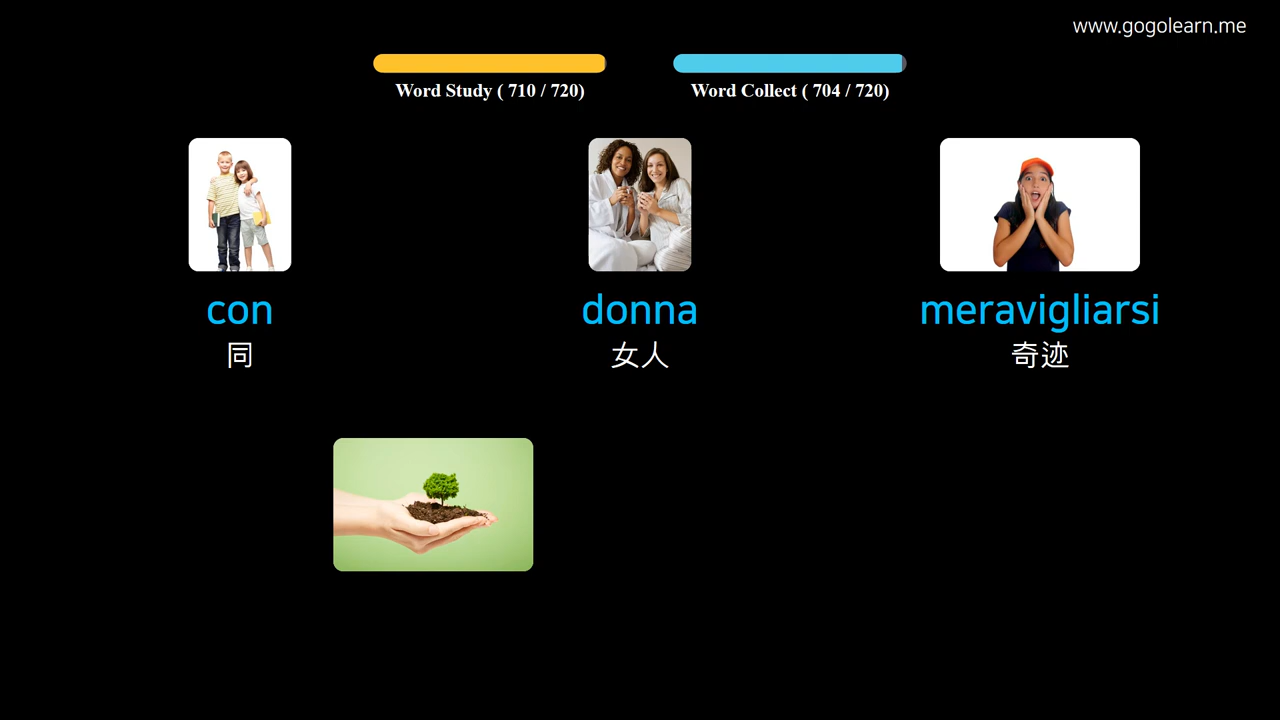 www.gogolearn.me
Word Study ( 710 / 720)
Word Collect ( 704 / 720)
con
donna
meravigliarsi
同
女人
奇迹